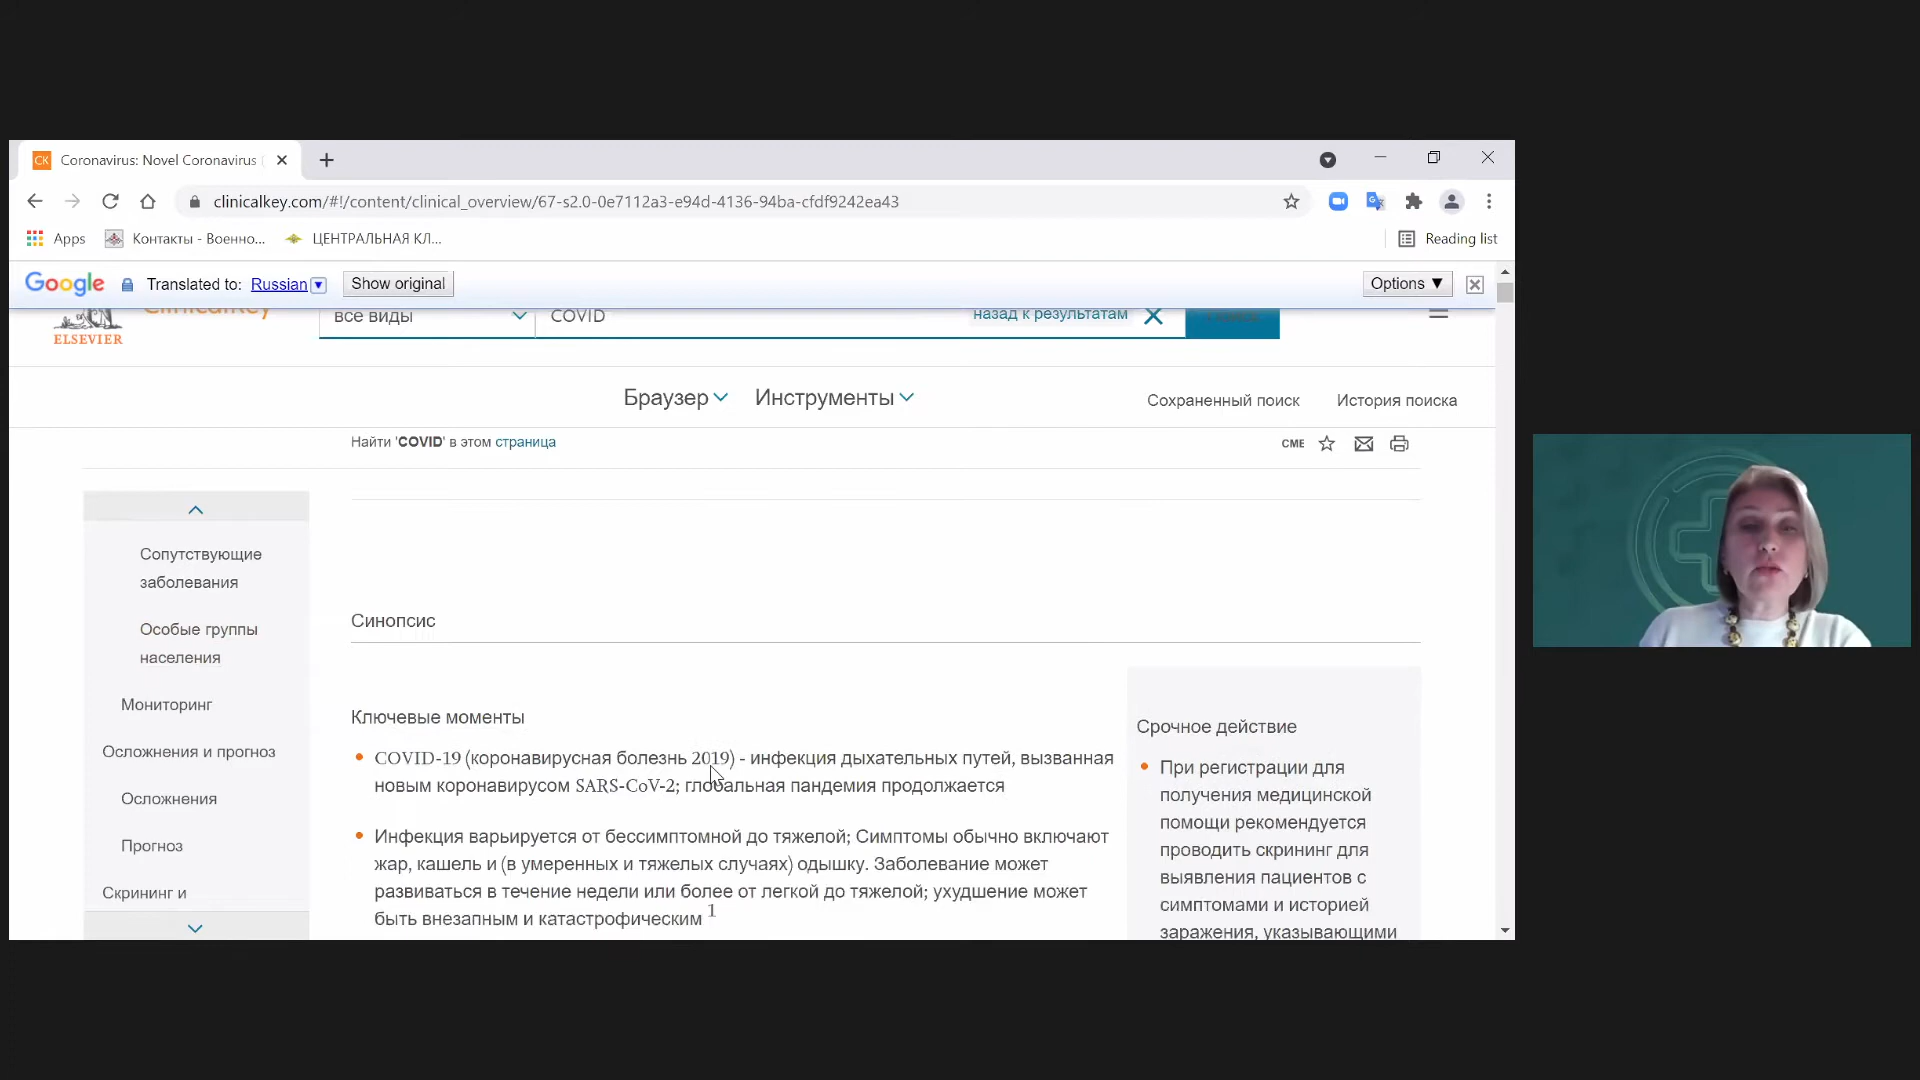 CK Coronavirus: Novel Coronavirus
clinicalkey.com/#!/content/clinical_overview/67-s2.0-0e7112a3-e94d-4136-94ba-cfdf9242ea43
Apps Контакты - Военно... ЦЕНТРАЛЬНАЯ КЛ... Reading list
Google Translated to: Russian Show original Options ▼
ClinicalKey
все виды COVID назад к результатам
ELSEVIER
Браузер Инструменты Сохраненный поиск История поиска
Найти 'COVID' в этом страница CME
Сопутствующие
заболевания
Особые группы
населения
Мониторинг
Осложнения и прогноз
Осложнения
Прогноз
Скрининг и
Синопсис
Ключевые моменты
• COVID-19 (коронавирусная болезнь 2019) - инфекция дыхательных путей, вызванная
новым коронавирусом SARS-CoV-2; глобальная пандемия продолжается
• Инфекция варьируется от бессимптомной до тяжелой; Симптомы обычно включают
жар, кашель и (в умеренных и тяжелых случаях) одышку. Заболевание может
развиваться в течение недели или более от легкой до тяжелой; ухудшение может
быть внезапным и катастрофическим 1
Срочное действие
• При регистрации для
получения медицинской
помощи рекомендуется
проводить скрининг для
выявления пациентов с
симптомами и историей
заражения, указывающими